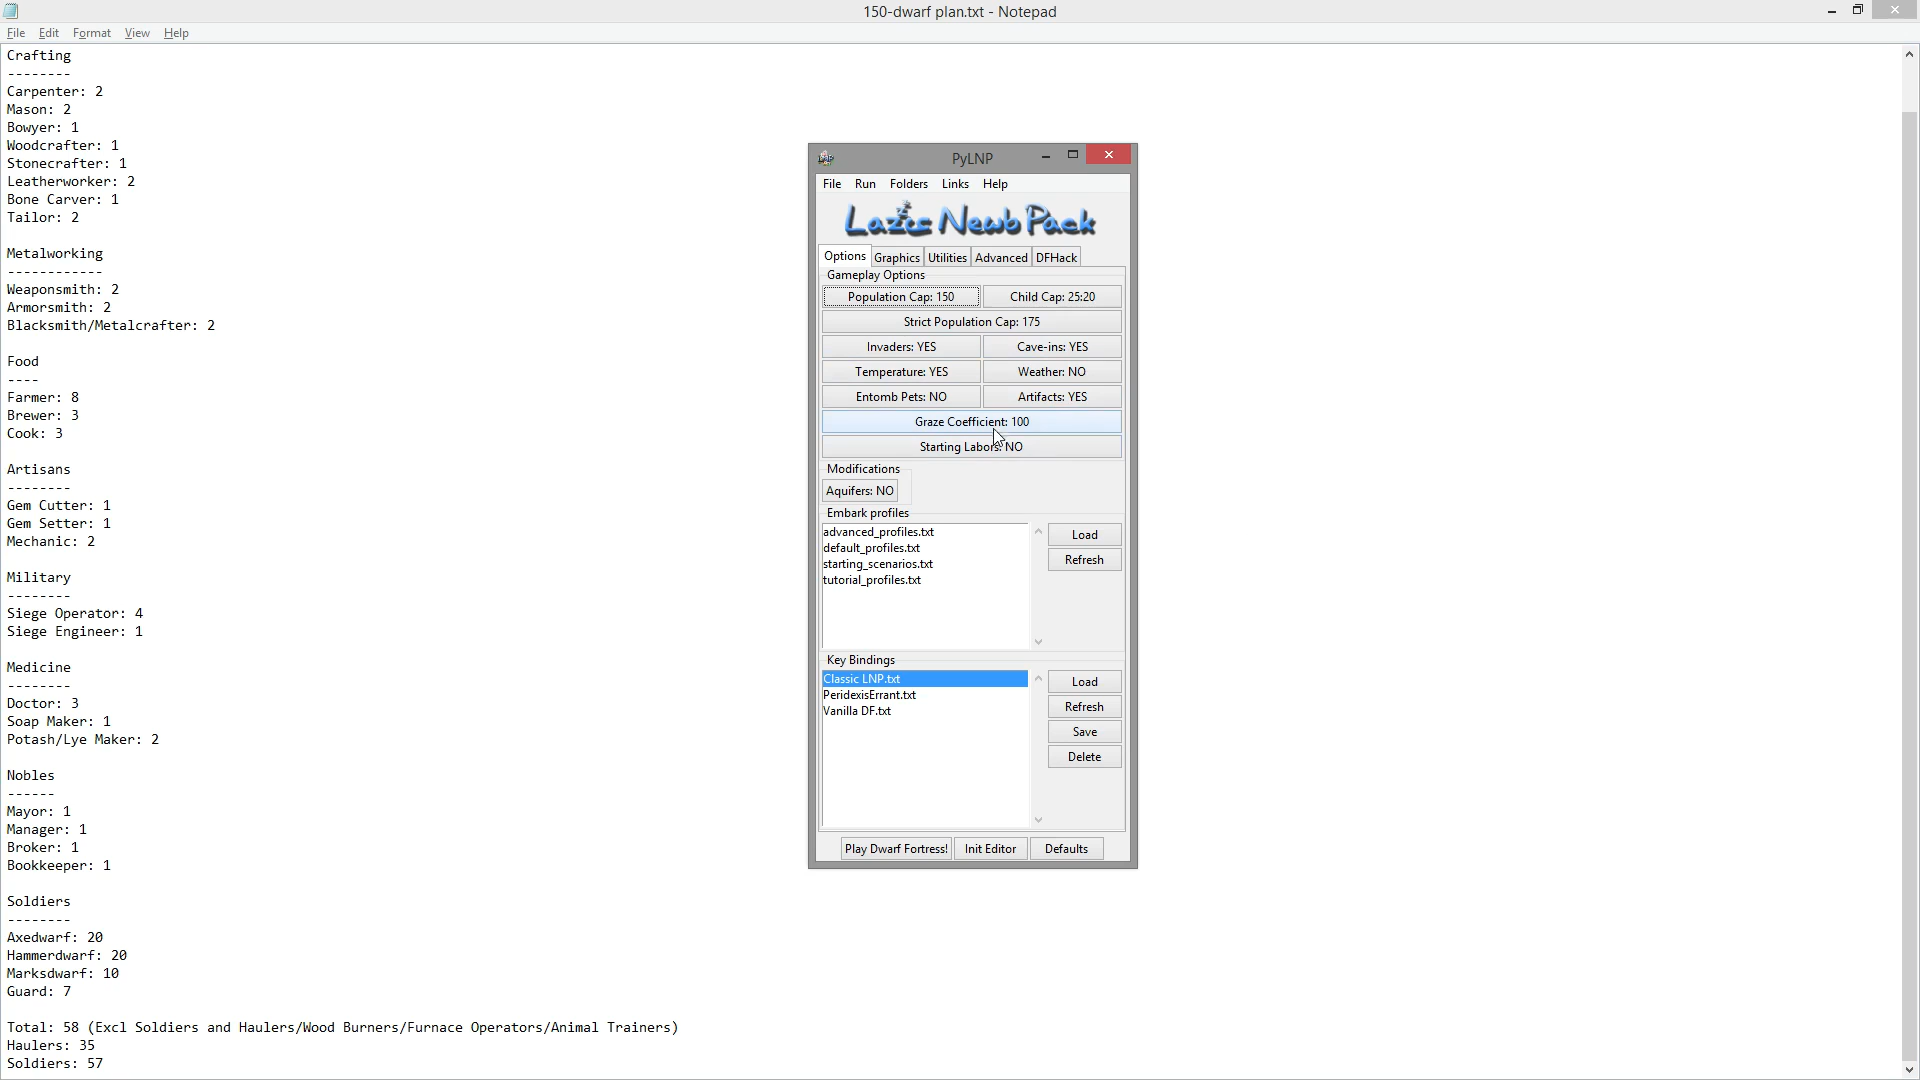 150-dwarf plan.txt - Notepad
File Edit Format View Help
Crafting
--------
Carpenter: 2
Mason: 2
Bowyer: 1
Woodcrafter: 1
Stonecrafter: 1
Leatherworker: 2
Bone Carver: 1
Tailor: 2
Metalworking
------------
Weaponsmith: 2
Armorsmith: 2
Blacksmith/Metalcrafter: 2
Food
----
Farmer: 8
Brewer: 3
Cook: 3
Artisans
--------
Gem Cutter: 1
Gem Setter: 1
Mechanic: 2
Military
--------
Siege Operator: 4
Siege Engineer: 1
Medicine
--------
Doctor: 3
Soap Maker: 1
Potash/Lye Maker: 2
Nobles
------
Mayor: 1
Manager: 1
Broker: 1
Bookkeeper: 1
Soldiers
--------
Axedwarf: 20
Hammerdwarf: 20
Marksdwarf: 10
Guard: 7
Total: 58 (Excl Soldiers and Haulers/Wood Burners/Furnace Operators/Animal Trainers)
Haulers: 35
Soldiers: 57
PyLNP
File Run Folders Links Help
Lazy Newb Pack
Options Graphics Utilities Advanced DFHack
Gameplay Options
Population Cap: 150 Child Cap: 25:20
Strict Population Cap: 175
Invaders: YES Cave-ins: YES
Temperature: YES Weather: NO
Entomb Pets: NO Artifacts: YES
Graze Coefficient: 100
Starting Labors: NO
Modifications
Aquifers: NO
Embark profiles
advanced_profiles.txt
default_profiles.txt
starting_scenarios.txt
tutorial_profiles.txt
Load
Refresh
Key Bindings
Classic LNP.txt
PeridexisErrant.txt
Vanilla DF.txt
Load
Refresh
Save
Delete
Play Dwarf Fortress! Init Editor Defaults